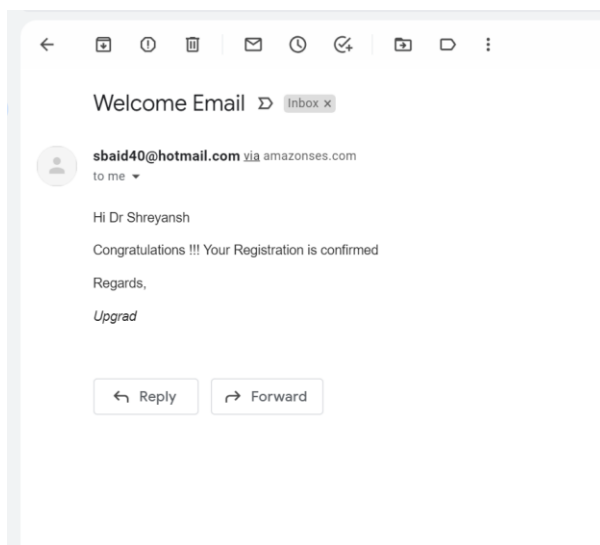 Welcome Email Inbox x
sbaid40@hotmail.com via amazonses.com
to me
Hi Dr Shreyansh
Congratulations !!! Your Registration is confirmed
Regards,
Upgrad
Reply Forward